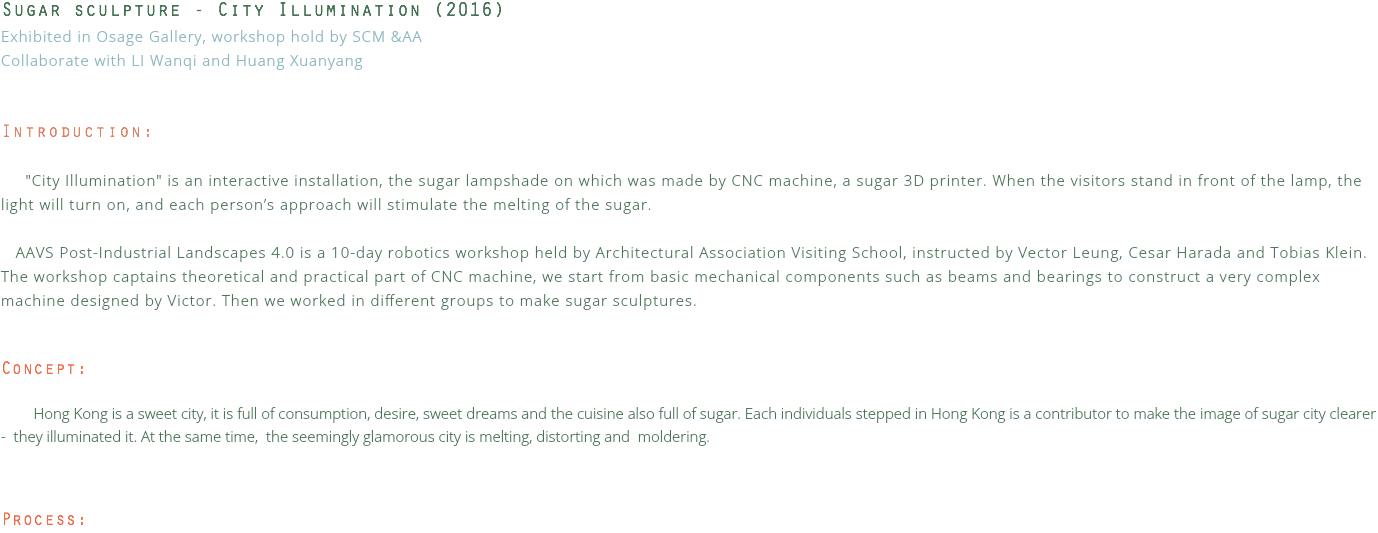 Sugar sculpture - City Illumination (2016)
Exhibited in Osage Gallery, workshop hold by SCM &AA
Collaborate with LI Wanqi and Huang Xuanyang
Introduction:
"City Illumination" is an interactive installation, the sugar lampshade on which was made by CNC machine, a sugar 3D printer. When the visitors stand in front of the lamp, the
light will turn on, and each person’s approach will stimulate the melting of the sugar.
AAVS Post-Industrial Landscapes 4.0 is a 10-day robotics workshop held by Architectural Association Visiting School, instructed by Vector Leung, Cesar Harada and Tobias Klein.
The workshop captains theoretical and practical part of CNC machine, we start from basic mechanical components such as beams and bearings to construct a very complex
machine designed by Victor. Then we worked in different groups to make sugar sculptures.
Concept:
Hong Kong is a sweet city, it is full of consumption, desire, sweet dreams and the cuisine also full of sugar. Each individuals stepped in Hong Kong is a contributor to make the image of sugar city clearer
- they illuminated it. At the same time, the seemingly glamorous city is melting, distorting and moldering.
Process: